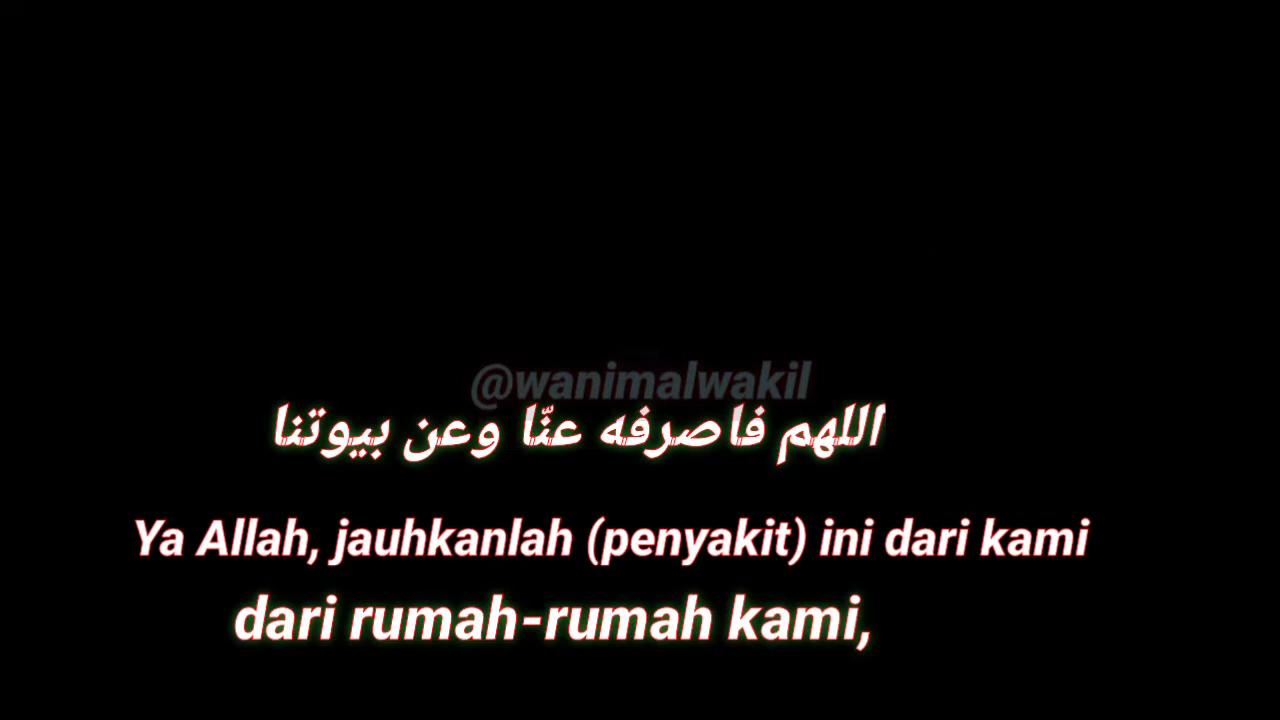 @wanimalwakil
اللهم فاصرفه عنّا وعن بيوتنا
Ya Allah, jauhkanlah (penyakit) ini dari kami
dari rumah-rumah kami,